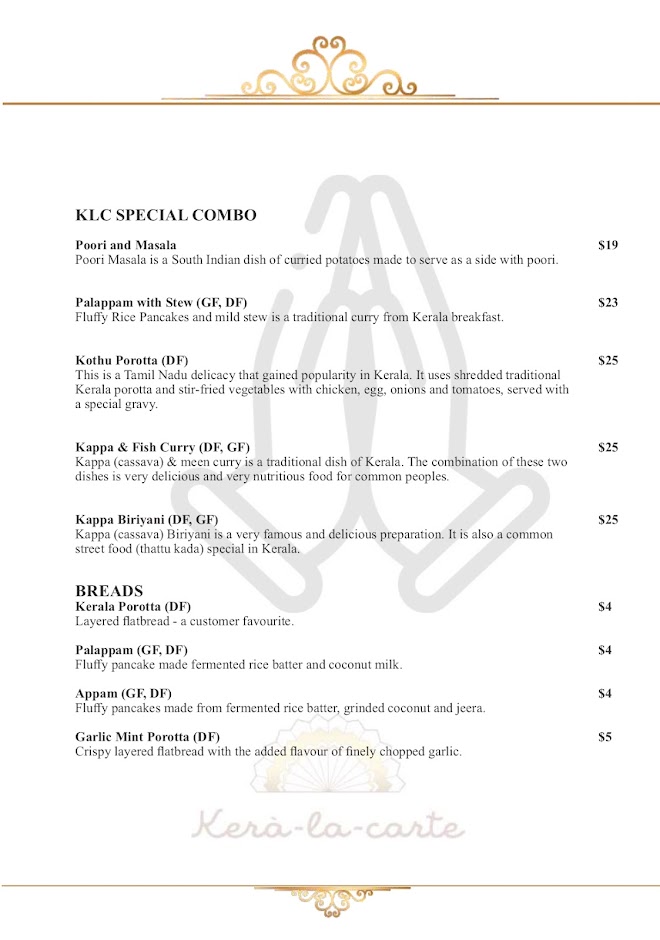 KLC SPECIAL COMBO
Poori and Masala $19
Poori Masala is a South Indian dish of curried potatoes made to serve as a side with poori.
Palappam with Stew (GF, DF) $23
Fluffy Rice Pancakes and mild stew is a traditional curry from Kerala breakfast.
Kothu Porotta (DF) $25
This is a Tamil Nadu delicacy that gained popularity in Kerala. It uses shredded traditional
Kerala porotta and stir-fried vegetables with chicken, egg, onions and tomatoes, served with
a special gravy.
Kappa & Fish Curry (DF, GF) $25
Kappa (cassava) & meen curry is a traditional dish of Kerala. The combination of these two
dishes is very delicious and very nutritious food for common peoples.
Kappa Biriyani (DF, GF) $25
Kappa (cassava) Biriyani is a very famous and delicious preparation. It is also a common
street food (thattu kada) special in Kerala.
BREADS
Kerala Porotta (DF) $4
Layered flatbread - a customer favourite.
Palappam (GF, DF) $4
Fluffy pancake made fermented rice batter and coconut milk.
Appam (GF, DF) $4
Fluffy pancakes made from fermented rice batter, grinded coconut and jeera.
Garlic Mint Porotta (DF) $5
Crispy layered flatbread with the added flavour of finely chopped garlic.
Kerà-la-carte